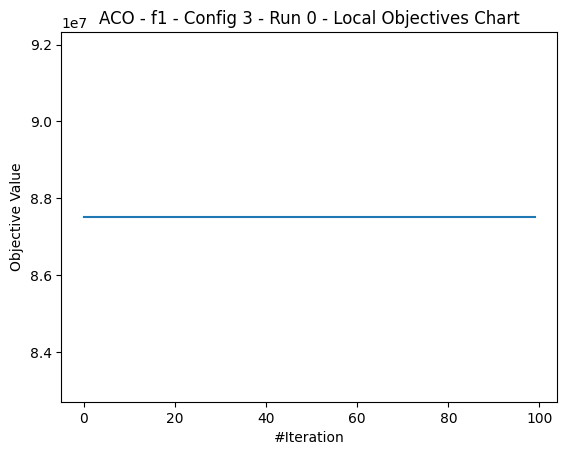 ACO - f1 - Config 3 - Run 0 - Local Objectives Chart
1e7
9.2
9.0
8.8
8.6
8.4
Objective Value
0 20 40 60 80 100
#Iteration